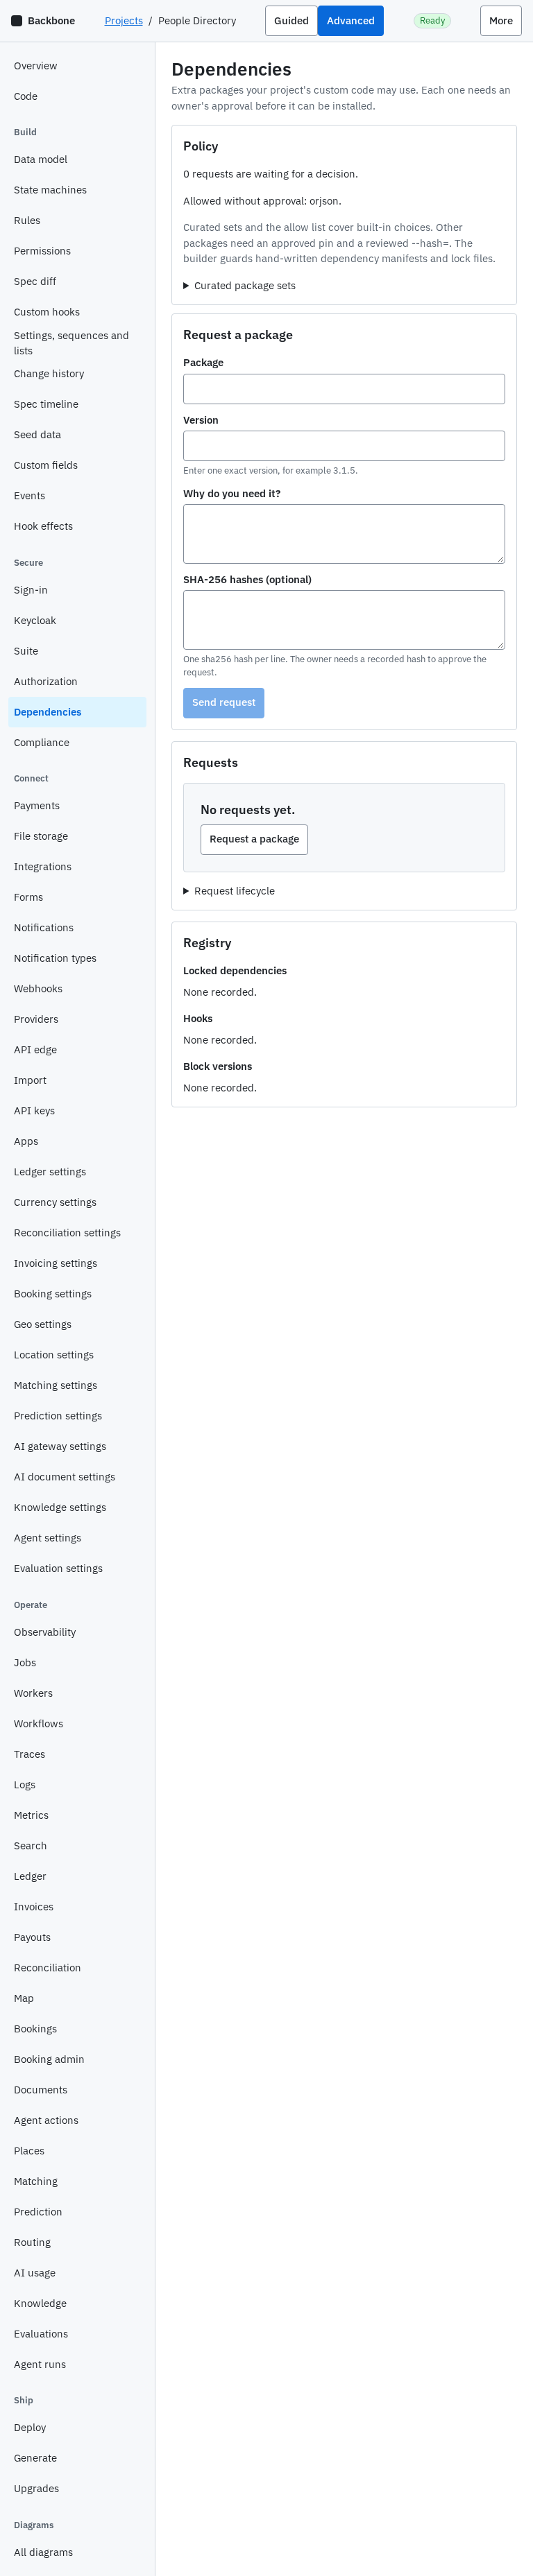 Backbone
Projects / People Directory
Guided
Advanced
Ready
More
Overview
Code
Build
Data model
State machines
Rules
Permissions
Spec diff
Custom hooks
Settings, sequences and
lists
Change history
Spec timeline
Seed data
Custom fields
Events
Hook effects
Secure
Sign-in
Keycloak
Suite
Authorization
Dependencies
Compliance
Connect
Payments
File storage
Integrations
Forms
Notifications
Notification types
Webhooks
Providers
API edge
Import
API keys
Apps
Ledger settings
Currency settings
Reconciliation settings
Invoicing settings
Booking settings
Geo settings
Location settings
Matching settings
Prediction settings
AI gateway settings
AI document settings
Knowledge settings
Agent settings
Evaluation settings
Operate
Observability
Jobs
Workers
Workflows
Traces
Logs
Metrics
Search
Ledger
Invoices
Payouts
Reconciliation
Map
Bookings
Booking admin
Documents
Agent actions
Places
Matching
Prediction
Routing
AI usage
Knowledge
Evaluations
Agent runs
Ship
Deploy
Generate
Upgrades
Diagrams
All diagrams
Dependencies
Extra packages your project's custom code may use. Each one needs an
owner's approval before it can be installed.
Policy
0 requests are waiting for a decision.
Allowed without approval: orjson.
Curated sets and the allow list cover built-in choices. Other
packages need an approved pin and a reviewed --hash=. The
builder guards hand-written dependency manifests and lock files.
Curated package sets
Request a package
Package
Version
Enter one exact version, for example 3.1.5.
Why do you need it?
SHA-256 hashes (optional)
One sha256 hash per line. The owner needs a recorded hash to approve the
request.
Send request
Requests
No requests yet.
Request a package
Request lifecycle
Registry
Locked dependencies
None recorded.
Hooks
None recorded.
Block versions
None recorded.